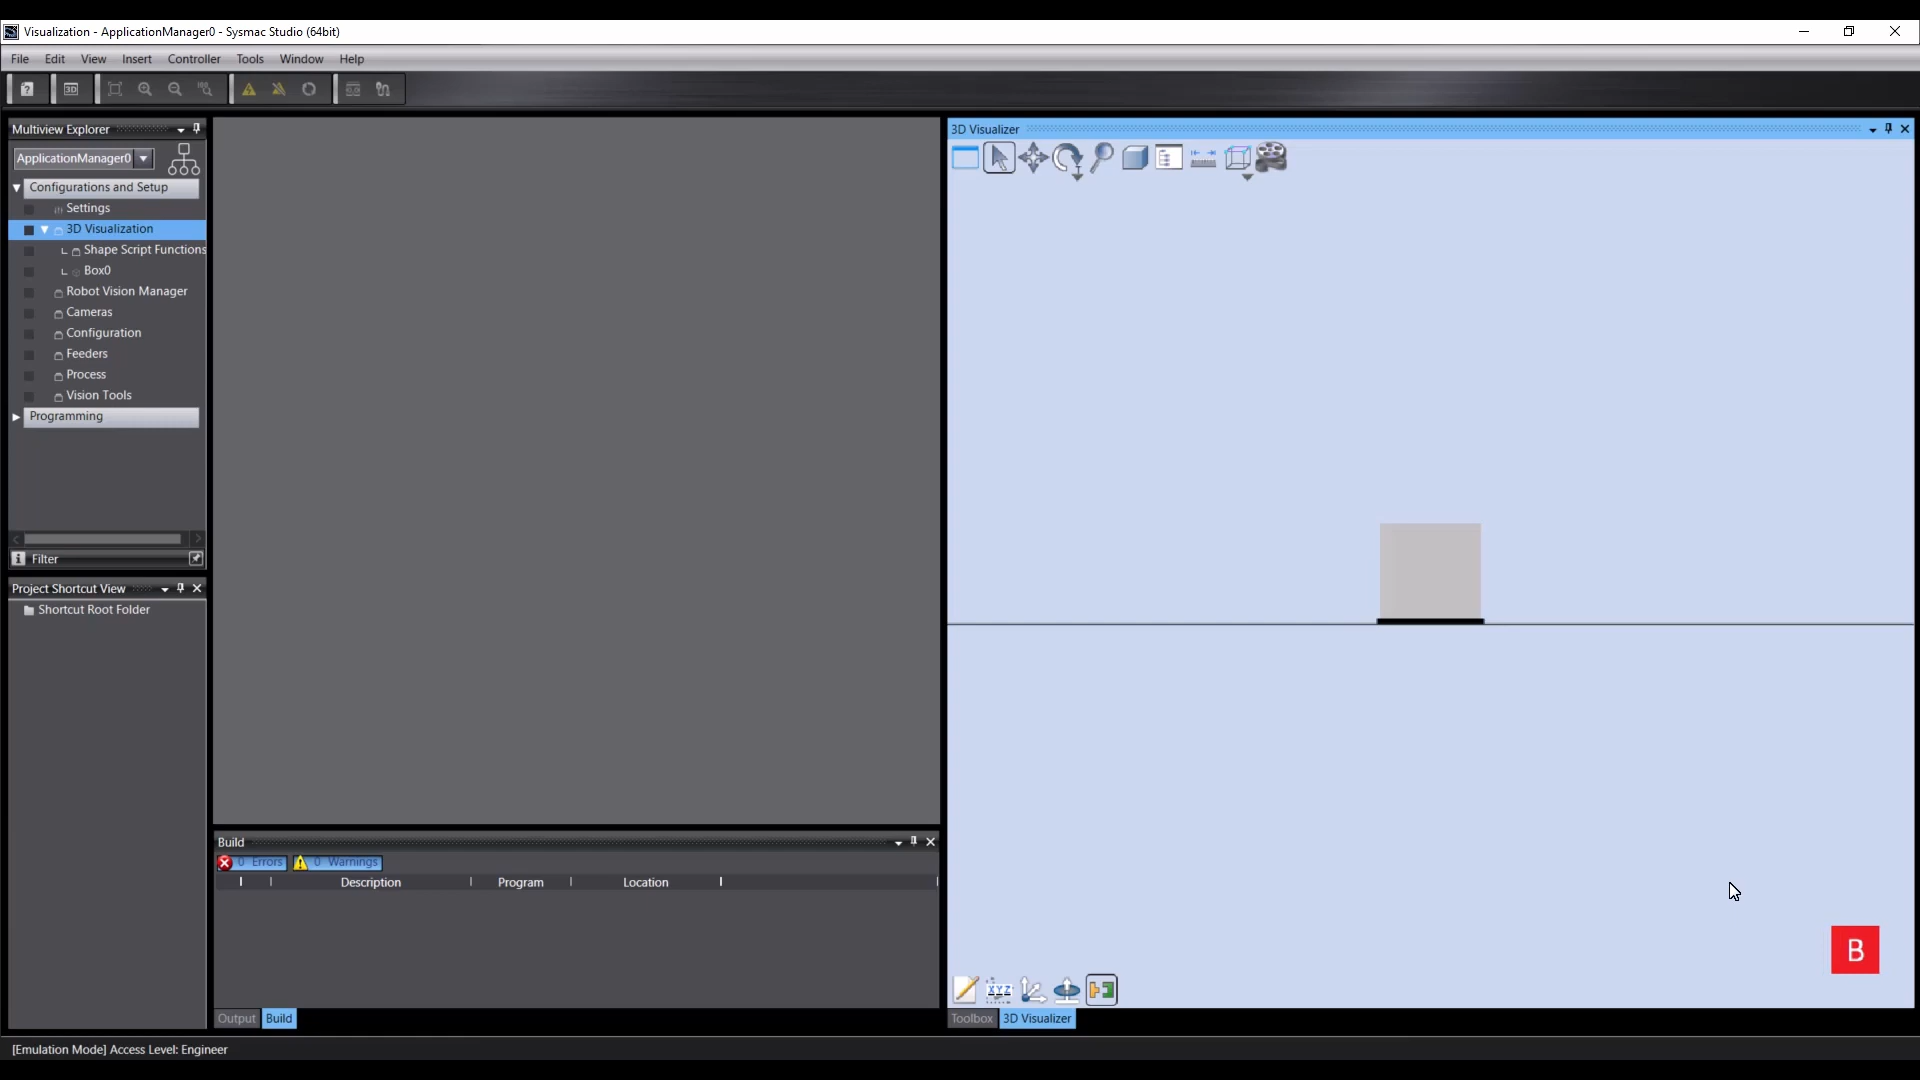 Visualization - ApplicationManager0 - Sysmac Studio (64bit)
File Edit View Insert Controller Tools Window Help
3D
Multiview Explorer
ApplicationManager0
Configurations and Setup
Settings
3D Visualization
Shape Script Functions
Box0
Robot Vision Manager
Cameras
Configuration
Feeders
Process
Vision Tools
Programming
Filter
Project Shortcut View
Shortcut Root Folder
Build
0 Errors 0 Warnings
Description Program Location
Output Build
3D Visualizer
B
XYZ
Toolbox 3D Visualizer
[Emulation Mode] Access Level: Engineer